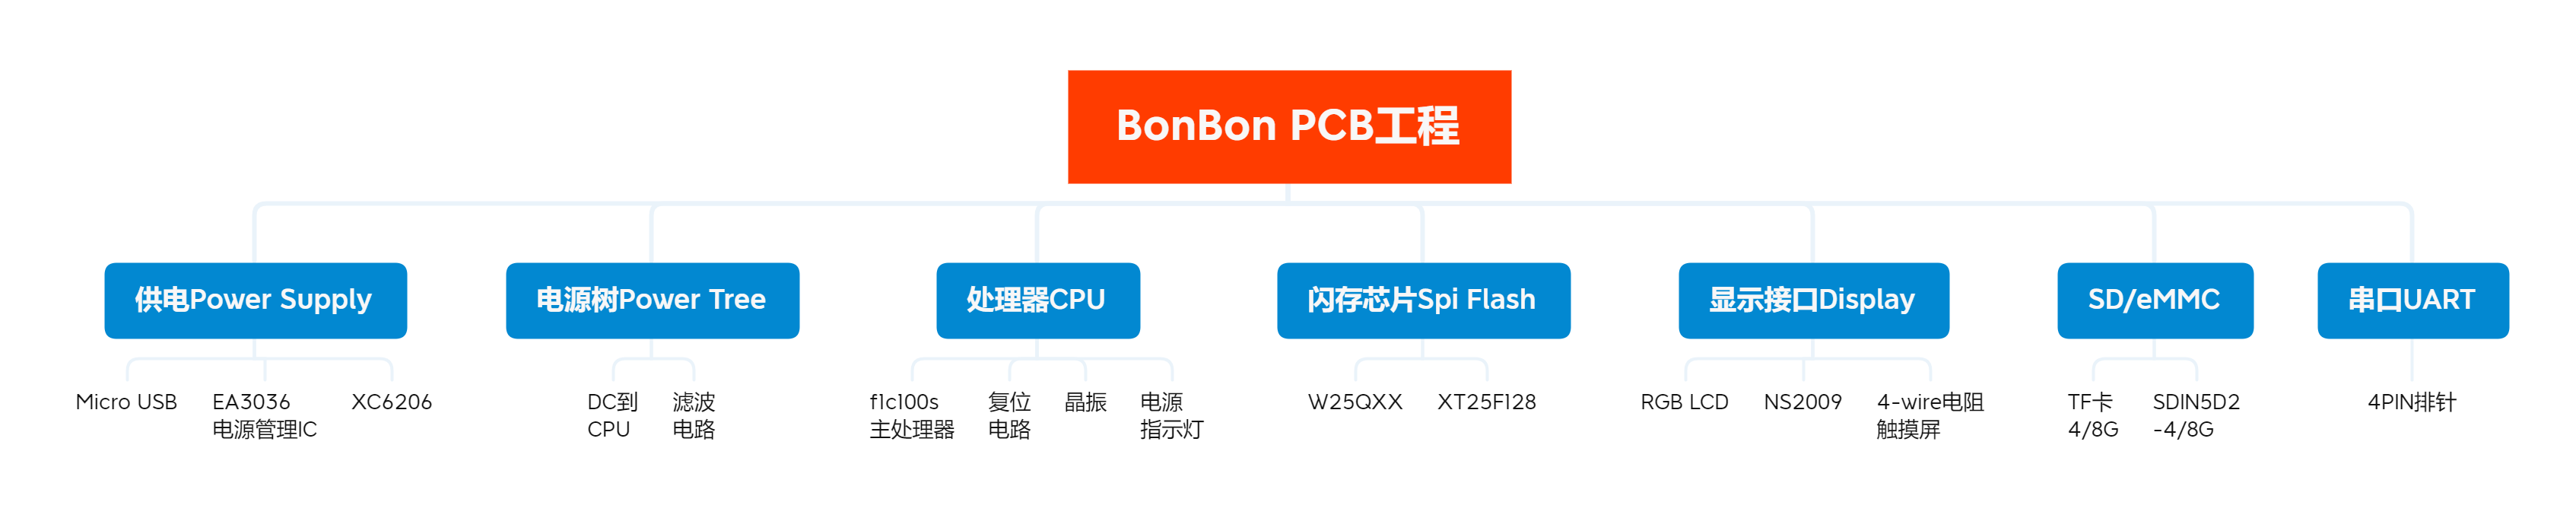 BonBon PCB工程
供电Power Supply
电源树Power Tree
处理器CPU
闪存芯片Spi Flash
显示接口Display
SD/eMMC
串口UART
Micro USB
EA3036
电源管理IC
XC6206
DC到
CPU
滤波
电路
f1c100s
主处理器
复位
电路
晶振
电源
指示灯
W25QXX
XT25F128
RGB LCD
NS2009
4-wire电阻
触摸屏
TF卡
4/8G
SDIN5D2
-4/8G
4PIN排针